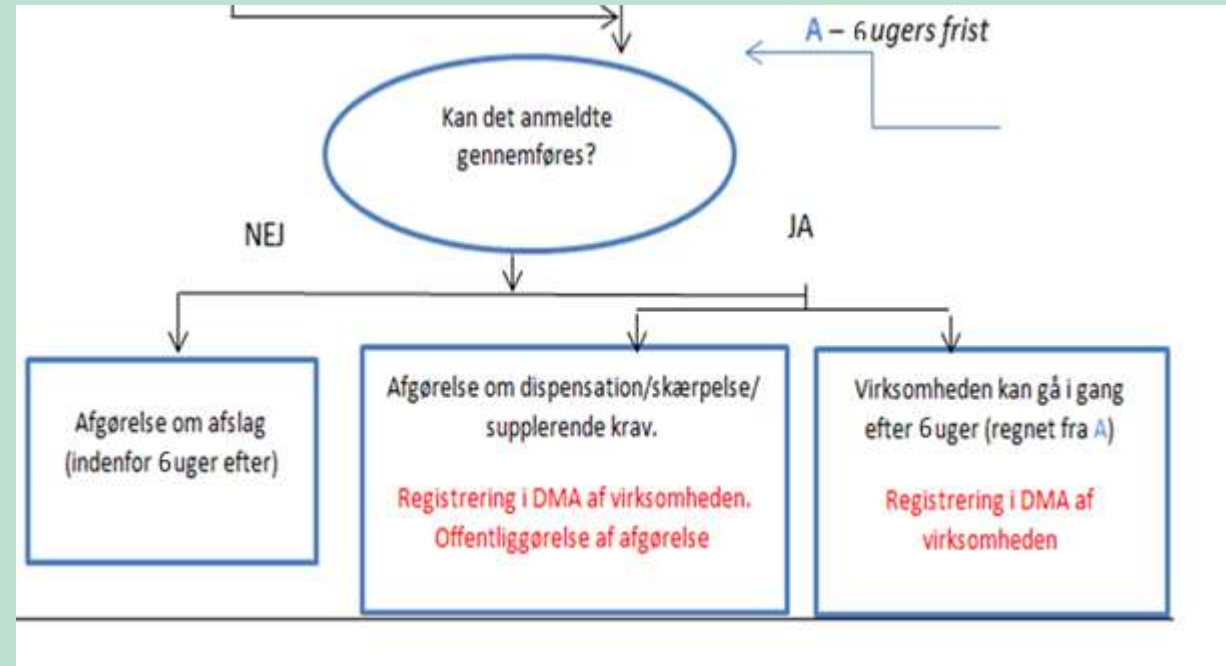 A – 6 ugers frist
Kan det anmeldte
gennemføres?
NEJ
JA
Afgørelse om afslag
(indenfor 6 uger efter)
Afgørelse om dispensation/skærpelse/
supplerende krav.
Registrering i DMA af virksomheden.
Offentliggørelse af afgørelse
Virksomheden kan gå i gang
efter 6 uger (regnet fra A)
Registrering i DMA af
virksomheden